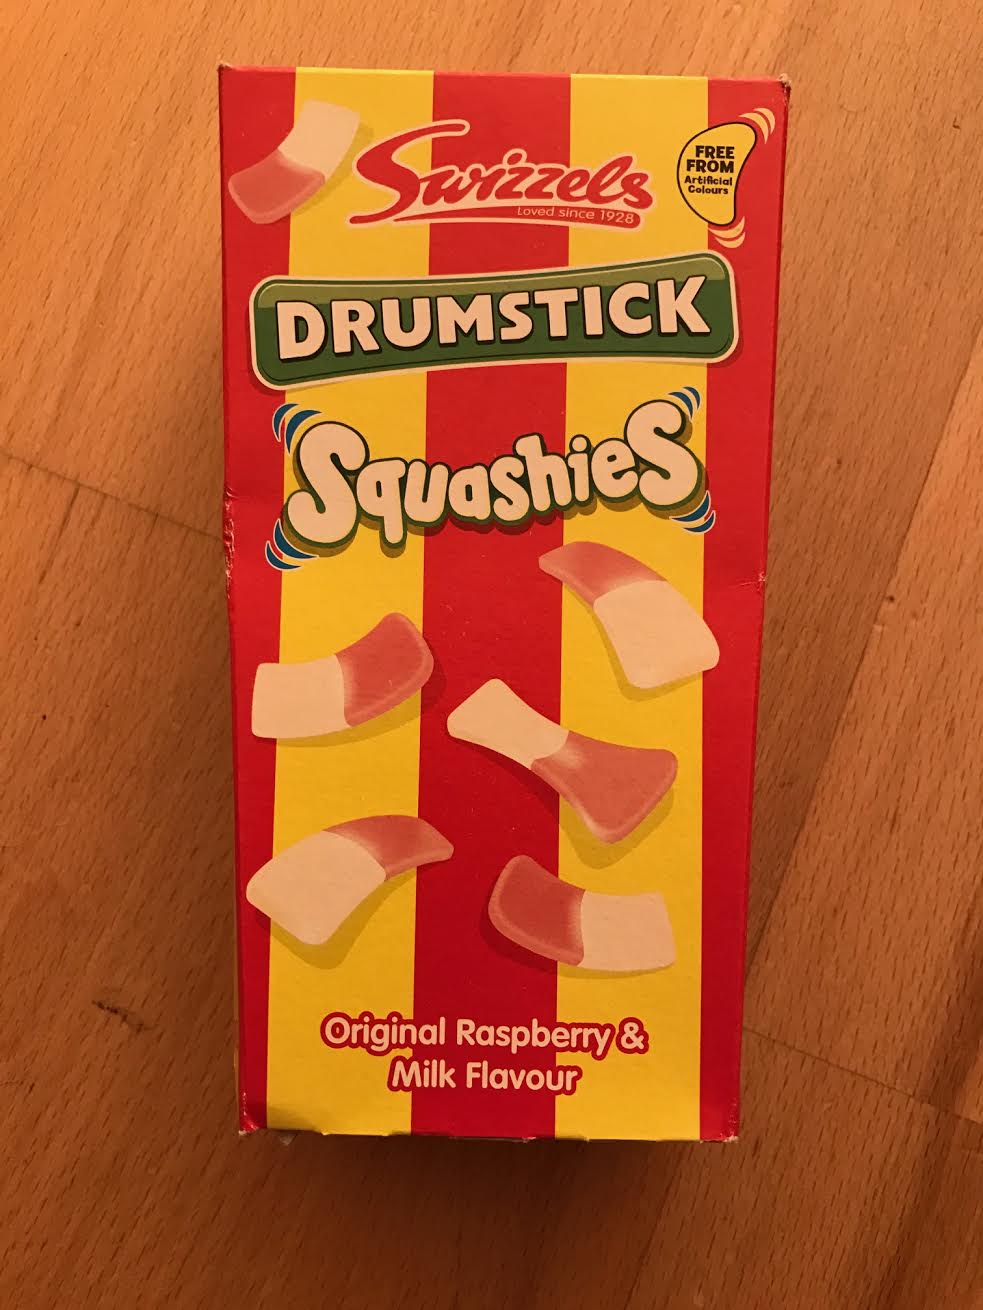 Swizzels
Loved since 1928
FREE
FROM
Artificial
Colours
DRUMSTICK
Squashies
Original Raspberry &
Milk Flavour